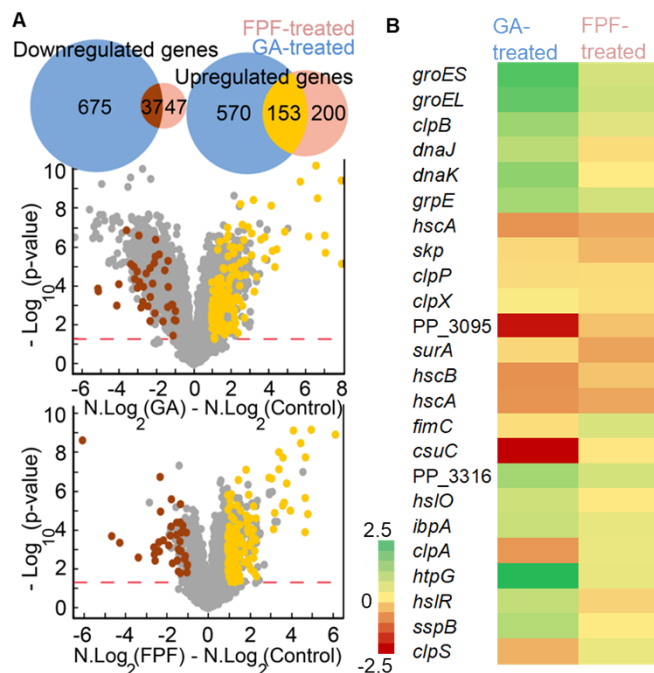 A
FPF-treated
GA-treated
Downregulated genes
Upregulated genes
675
37
47
570
153
200
10
8
6
4
2
0
- Log10(p-value)
-6 -4 -2 0 2 4 6 8
N.Log2(GA) - N.Log2(Control)
10
8
6
4
2
0
- Log10(p-value)
-6 -4 -2 0 2 4 6
N.Log2(FPF) - N.Log2(Control)
B
GA-treated
FPF-treated
groES
groEL
clpB
dnaJ
dnaK
grpE
hscA
skp
clpP
clpX
PP_3095
surA
hscB
hscA
fimC
csuC
PP_3316
hslO
ibpA
clpA
htpG
hslR
sspB
clpS
2.5
0
-2.5